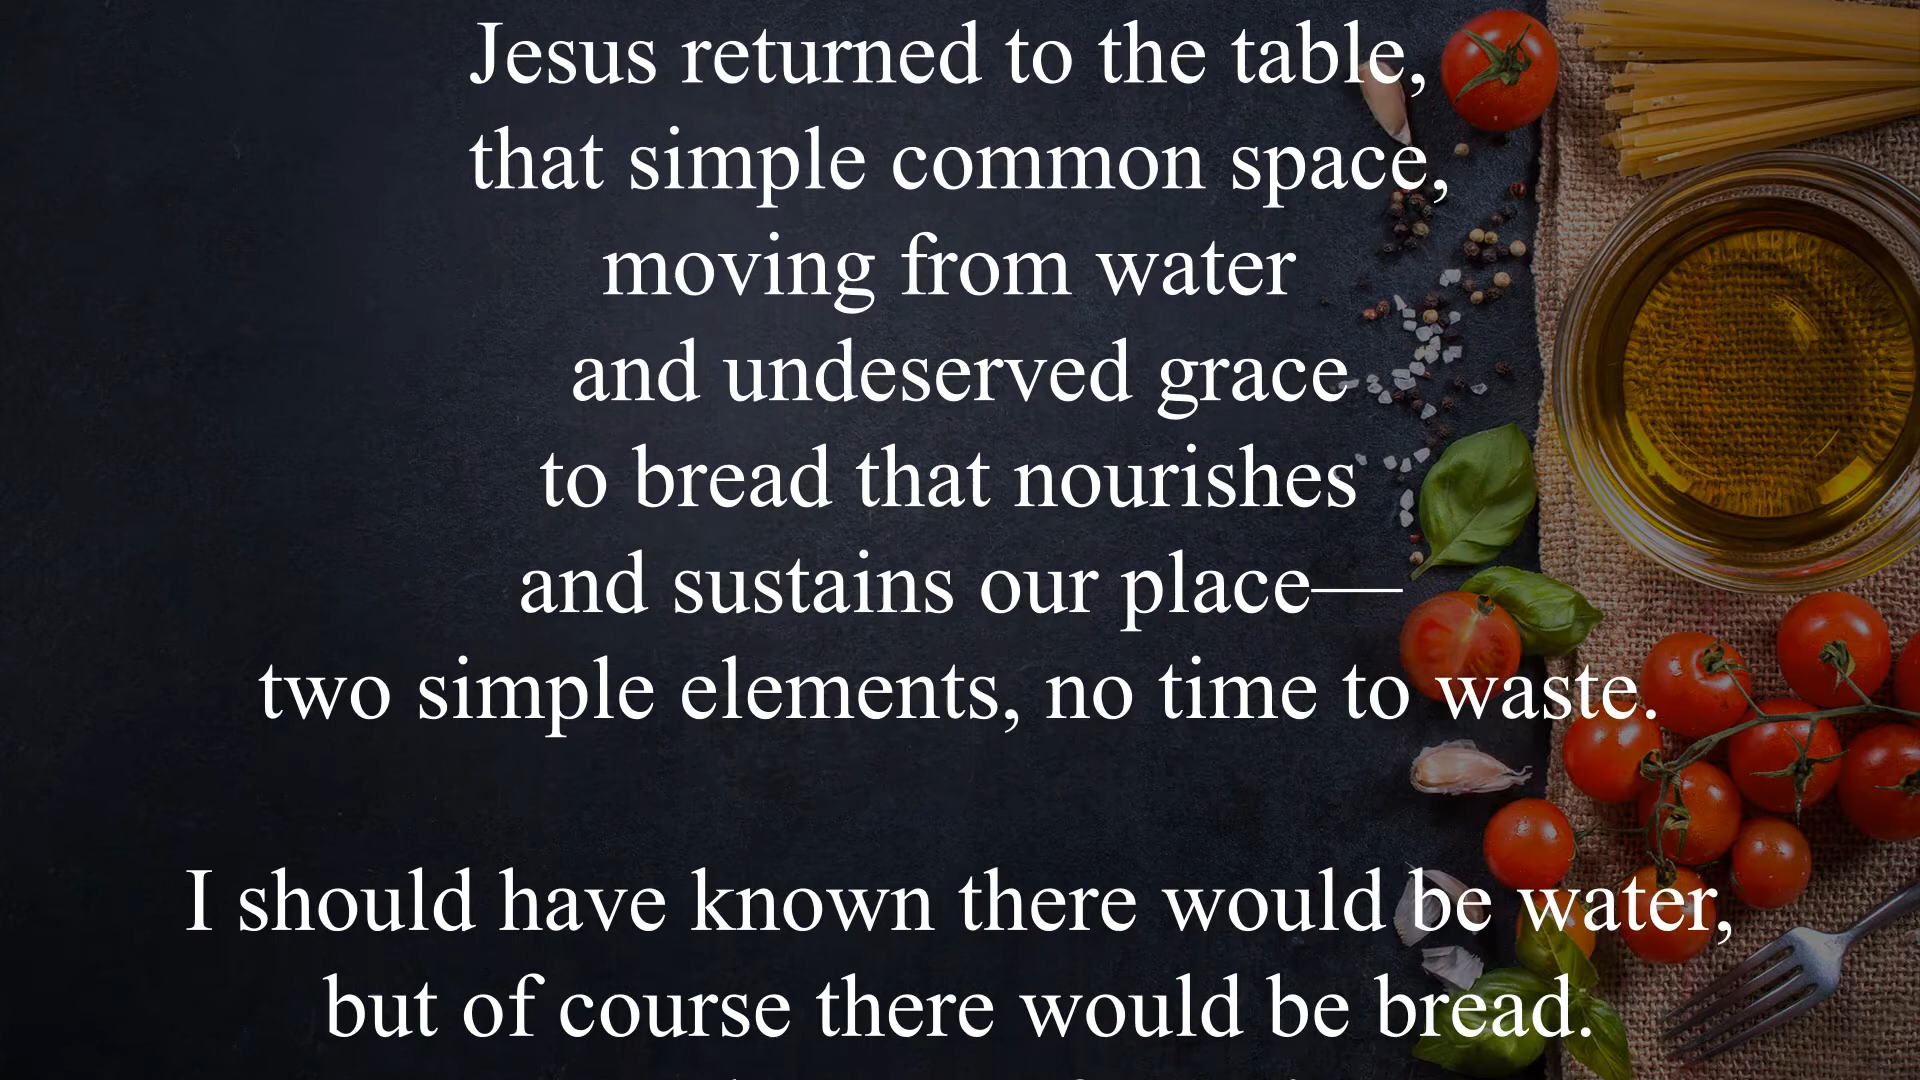 Jesus returned to the table,
that simple common space,
moving from water
and undeserved grace
to bread that nourishes
and sustains our place—
two simple elements, no time to waste.
I should have known there would be water,
but of course there would be bread.